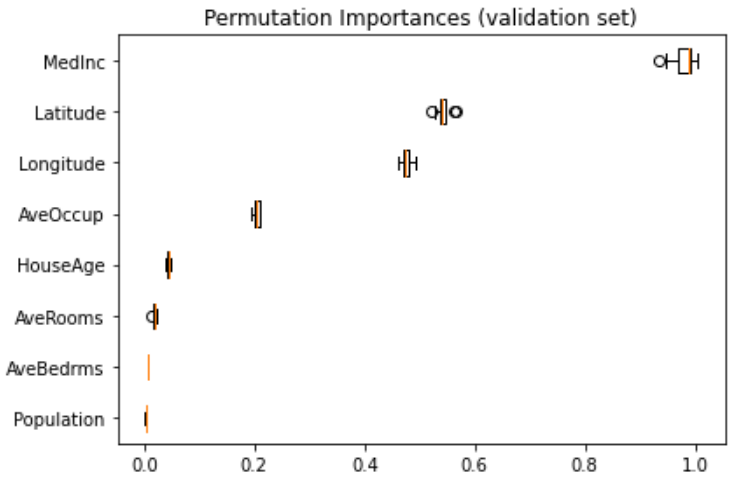 Permutation Importances (validation set)
MedInc
Latitude
Longitude
AveOccup
HouseAge
AveRooms
AveBedrms
Population
0.0 0.2 0.4 0.6 0.8 1.0